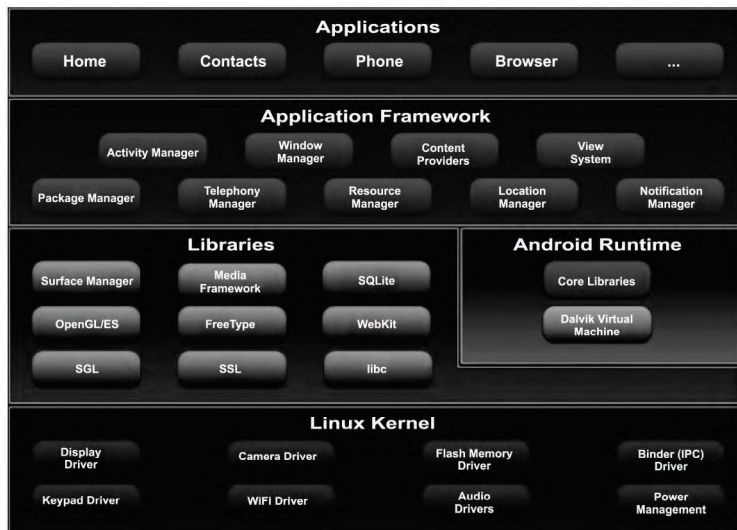 Applications
Home
Contacts
Phone
Browser
...
Application Framework
Activity Manager
Window
Manager
Content
Providers
View
System
Package Manager
Telephony
Manager
Resource
Manager
Location
Manager
Notification
Manager
Libraries
Surface Manager
Media
Framework
SQLite
OpenGL/ES
FreeType
WebKit
SGL
SSL
libc
Android Runtime
Core Libraries
Dalvik Virtual
Machine
Linux Kernel
Display
Driver
Camera Driver
Flash Memory
Driver
Binder (IPC)
Driver
Keypad Driver
WiFi Driver
Audio
Drivers
Power
Management